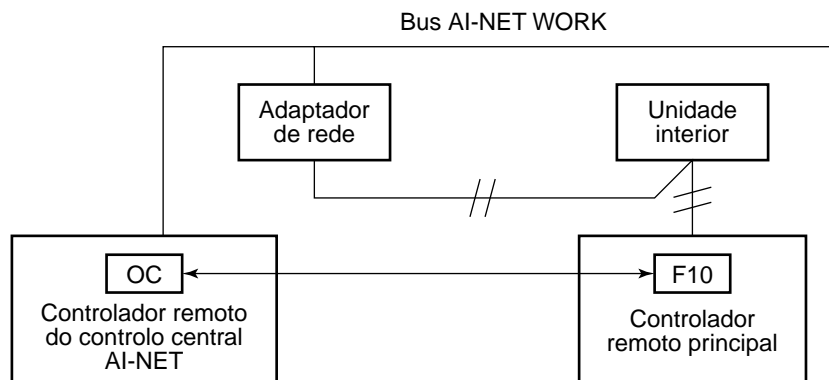 Bus AI-NET WORK
Adaptador
de rede
Unidade
interior
OC
F10
Controlador remoto
do controlo central
AI-NET
Controlador
remoto principal